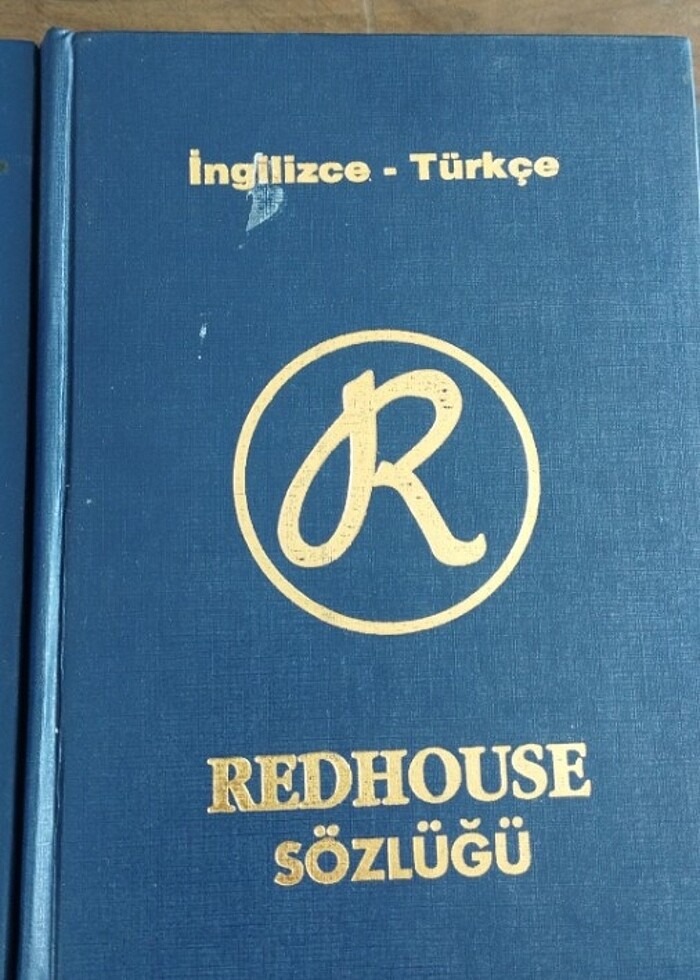 İngilizce - Türkçe
R
REDHOUSE
SÖZLÜĞÜ